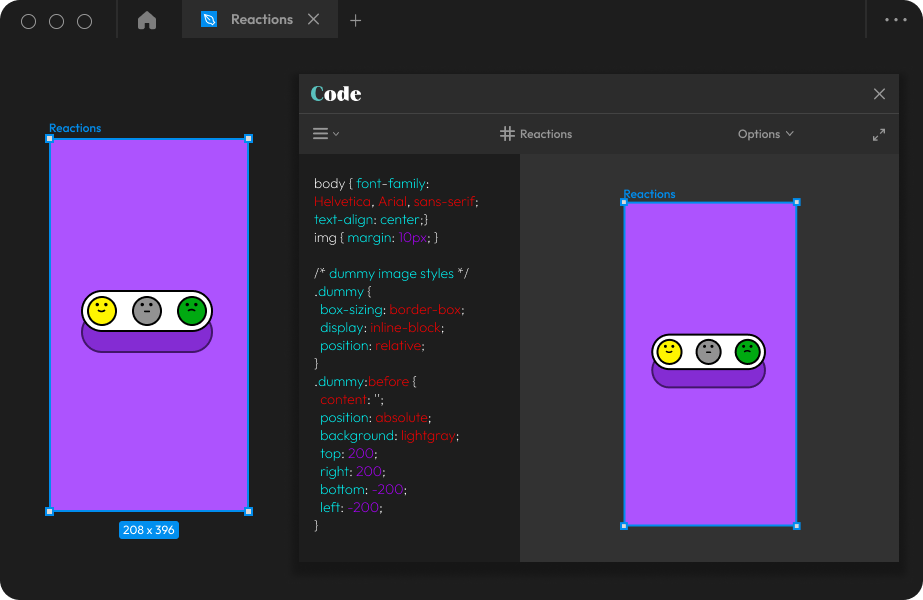 Reactions
Code
Reactions
Options
Reactions
208 x 396
body { font-family:
Helvetica, Arial, sans-serif;
text-align: center;}
img { margin: 10px; }
/* dummy image styles */
.dummy {
box-sizing: border-box;
display: inline-block;
position: relative;
}
.dummy:before {
content: '';
position: absolute;
background: lightgray;
top: 200;
right: 200;
bottom: -200;
left: -200;
}
Reactions